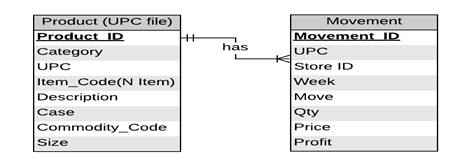 Product (UPC file)
Product_ID
Category
UPC
Item_Code(N Item)
Description
Case
Commodity_Code
Size
has
Movement
Movement_ID
UPC
Store ID
Week
Move
Qty
Price
Profit